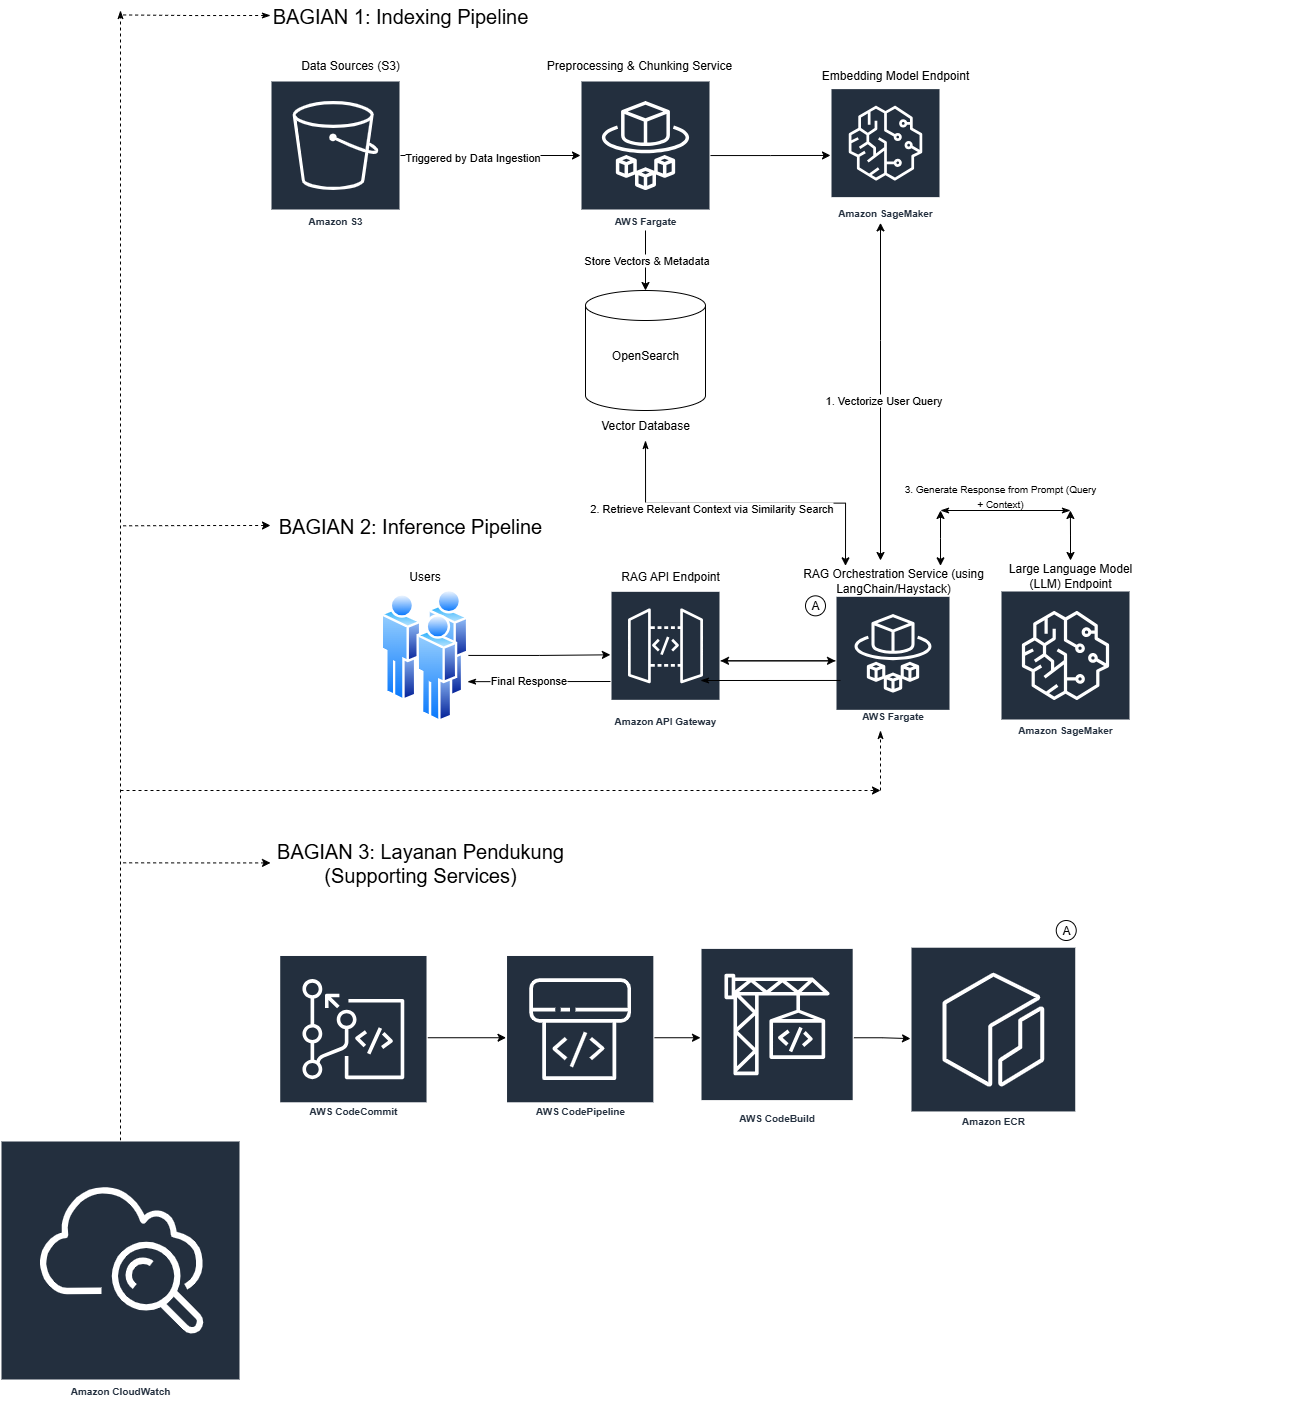 BAGIAN 1: Indexing Pipeline
Data Sources (S3)
Preprocessing & Chunking Service
Embedding Model Endpoint
Triggered by Data Ingestion
Amazon S3
AWS Fargate
Amazon SageMaker
Store Vectors & Metadata
OpenSearch
Vector Database
1. Vectorize User Query
2. Retrieve Relevant Context via Similarity Search
3. Generate Response from Prompt (Query
+ Context)
BAGIAN 2: Inference Pipeline
Users
RAG API Endpoint
RAG Orchestration Service (using
LangChain/Haystack)
Large Language Model
(LLM) Endpoint
A
Final Response
Amazon API Gateway
AWS Fargate
Amazon SageMaker
BAGIAN 3: Layanan Pendukung
(Supporting Services)
A
AWS CodeCommit
AWS CodePipeline
AWS CodeBuild
Amazon ECR
Amazon CloudWatch